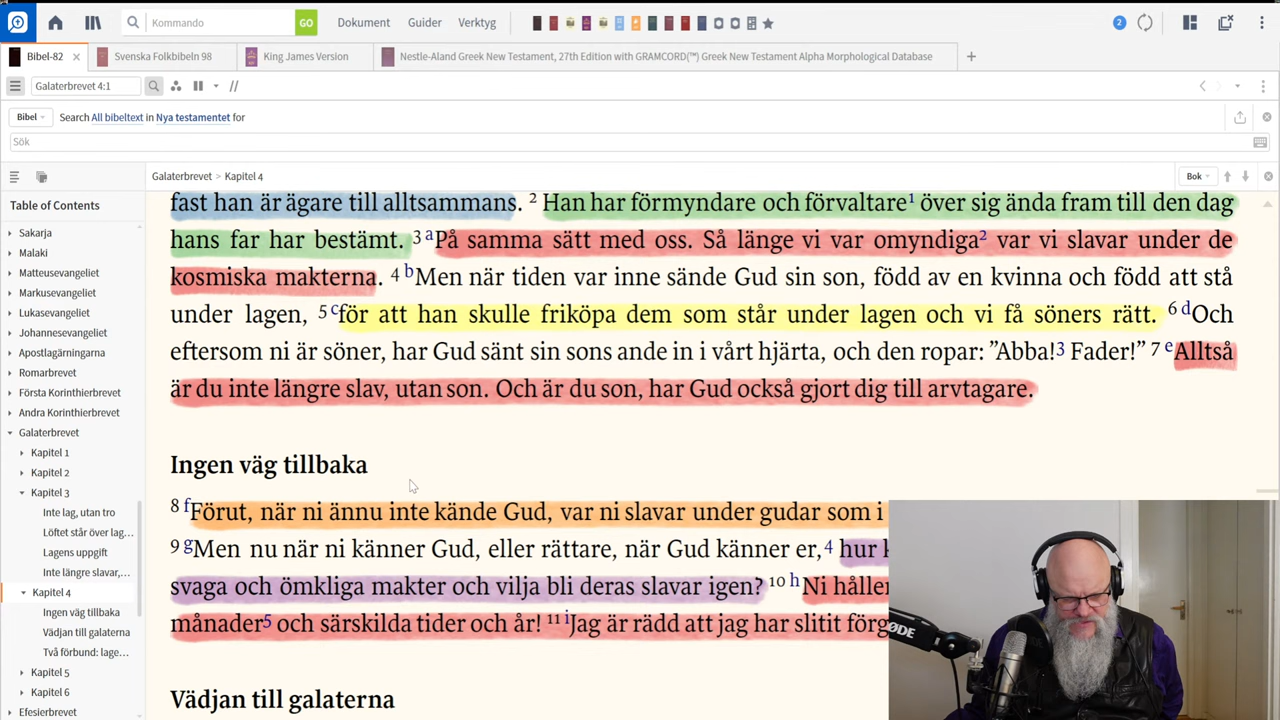 Kommando GO Dokument Guider Verktyg 2
Bibel-82 × Svenska Folkbibeln 98 King James Version Nestle-Aland Greek New Testament, 27th Edition with GRAMCORD(™) Greek New Testament Alpha Morphological Database +
Galaterbrevet 4:1 //
Bibel Search All bibeltext in Nya testamentet for
Sök
Galaterbrevet > Kapitel 4 Bok
Table of Contents
Sakarja
Malaki
Matteusevangeliet
Markusevangeliet
Lukasevangeliet
Johannesevangeliet
Apostlagärningarna
Romarbrevet
Första Korinthierbrevet
Andra Korinthierbrevet
Galaterbrevet
Kapitel 1
Kapitel 2
Kapitel 3
Inte lag, utan tro
Löftet står över lag...
Lagens uppgift
Inte längre slavar,...
Kapitel 4
Ingen väg tillbaka
Vädjan till galaterna
Två förbund: lage...
Kapitel 5
Kapitel 6
Efesierbrevet
fast han är ägare till alltsammans. 2 Han har förmyndare och förvaltare1 över sig ända fram till den dag
hans far har bestämt. 3 a På samma sätt med oss. Så länge vi var omyndiga2 var vi slavar under de
kosmiska makterna. 4 b Men när tiden var inne sände Gud sin son, född av en kvinna och född att stå
under lagen, 5 c för att han skulle friköpa dem som står under lagen och vi få söners rätt. 6 d Och
eftersom ni är söner, har Gud sänt sin sons ande in i vårt hjärta, och den ropar: ”Abba!3 Fader!” 7 e Alltså
är du inte längre slav, utan son. Och är du son, har Gud också gjort dig till arvtagare.
Ingen väg tillbaka
8 f Förut, när ni ännu inte kände Gud, var ni slavar under gudar som i
9 g Men nu när ni känner Gud, eller rättare, när Gud känner er,4 hur
svaga och ömkliga makter och vilja bli deras slavar igen? 10 h Ni håller
månader5 och särskilda tider och år! 11 i Jag är rädd att jag har slitit förg
Vädjan till galaterna
RØDE